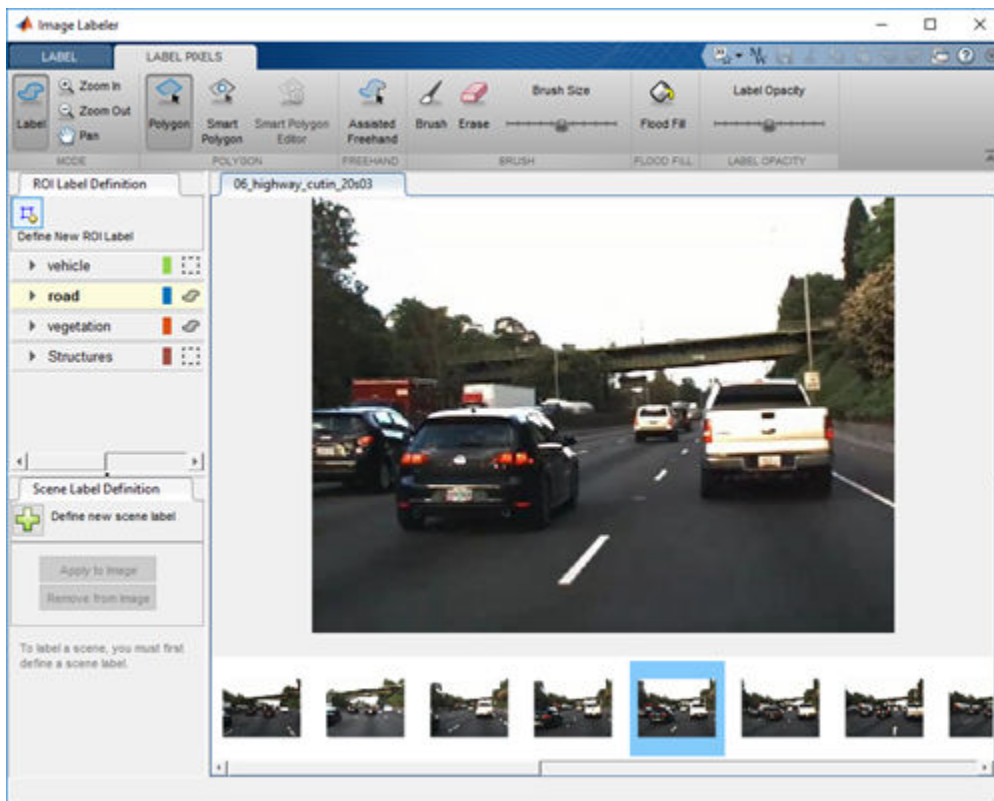 Image Labeler
LABEL
LABEL PIXELS
Label
Zoom In
Zoom Out
Pan
Polygon
Smart Polygon
Smart Polygon Editor
Assisted Freehand
Brush
Erase
Brush Size
Flood Fill
Label Opacity
MODE
POLYGON
FREEHAND
BRUSH
FLOOD FILL
LABEL OPACITY
ROI Label Definition
06_highway_cutin_20s03
Define New ROI Label
vehicle
road
vegetation
Structures
Scene Label Definition
Define new scene label
Apply to Image
Remove from Image
To label a scene, you must first
define a scene label.